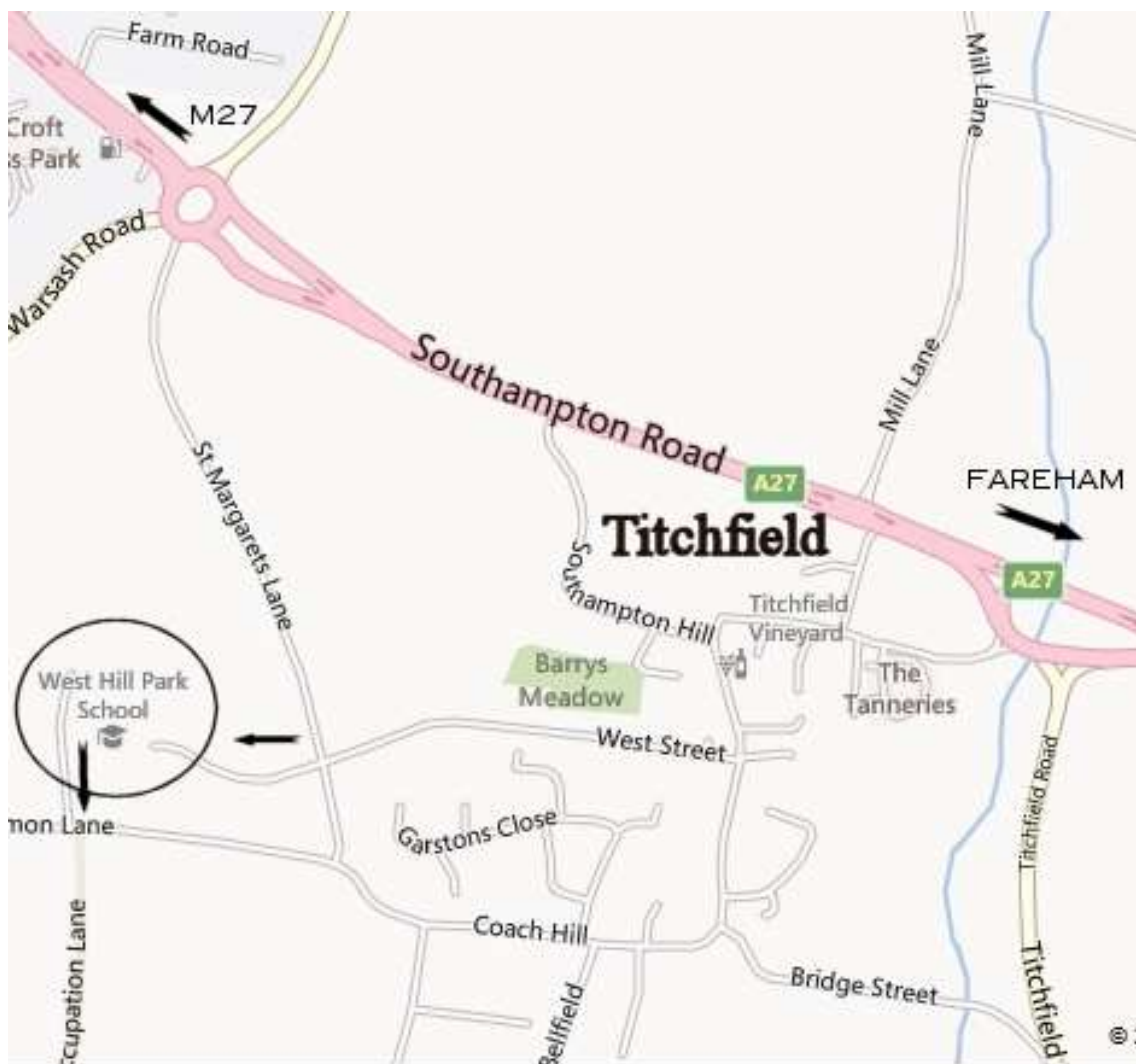 Farm Road
M27
Croft
ss Park
Warsash Road
Mill Lane
Southampton Road
Mill Lane
A27
FAREHAM
St Margarets Lane
Titchfield
A27
Southampton Hill
Titchfield
Vineyard
Barrys
Meadow
The
Tanneries
West Hill Park
School
West Street
Titchfield Road
mon Lane
Garstons Close
Coach Hill
Bridge Street
ccupation Lane
Bellfield
Titchfield
©